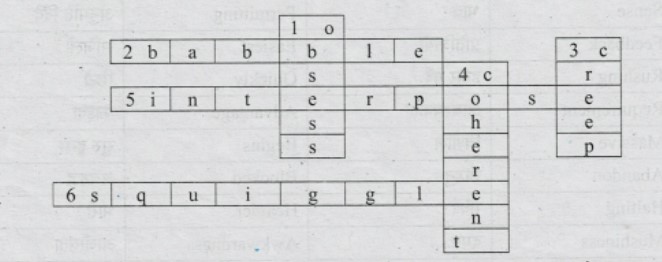 1 o
2 b a b b l e 3 c
s 4 c r
5 i n t e r p o s e
s h e
s e p
r
6 s q u i g g l e
n
t